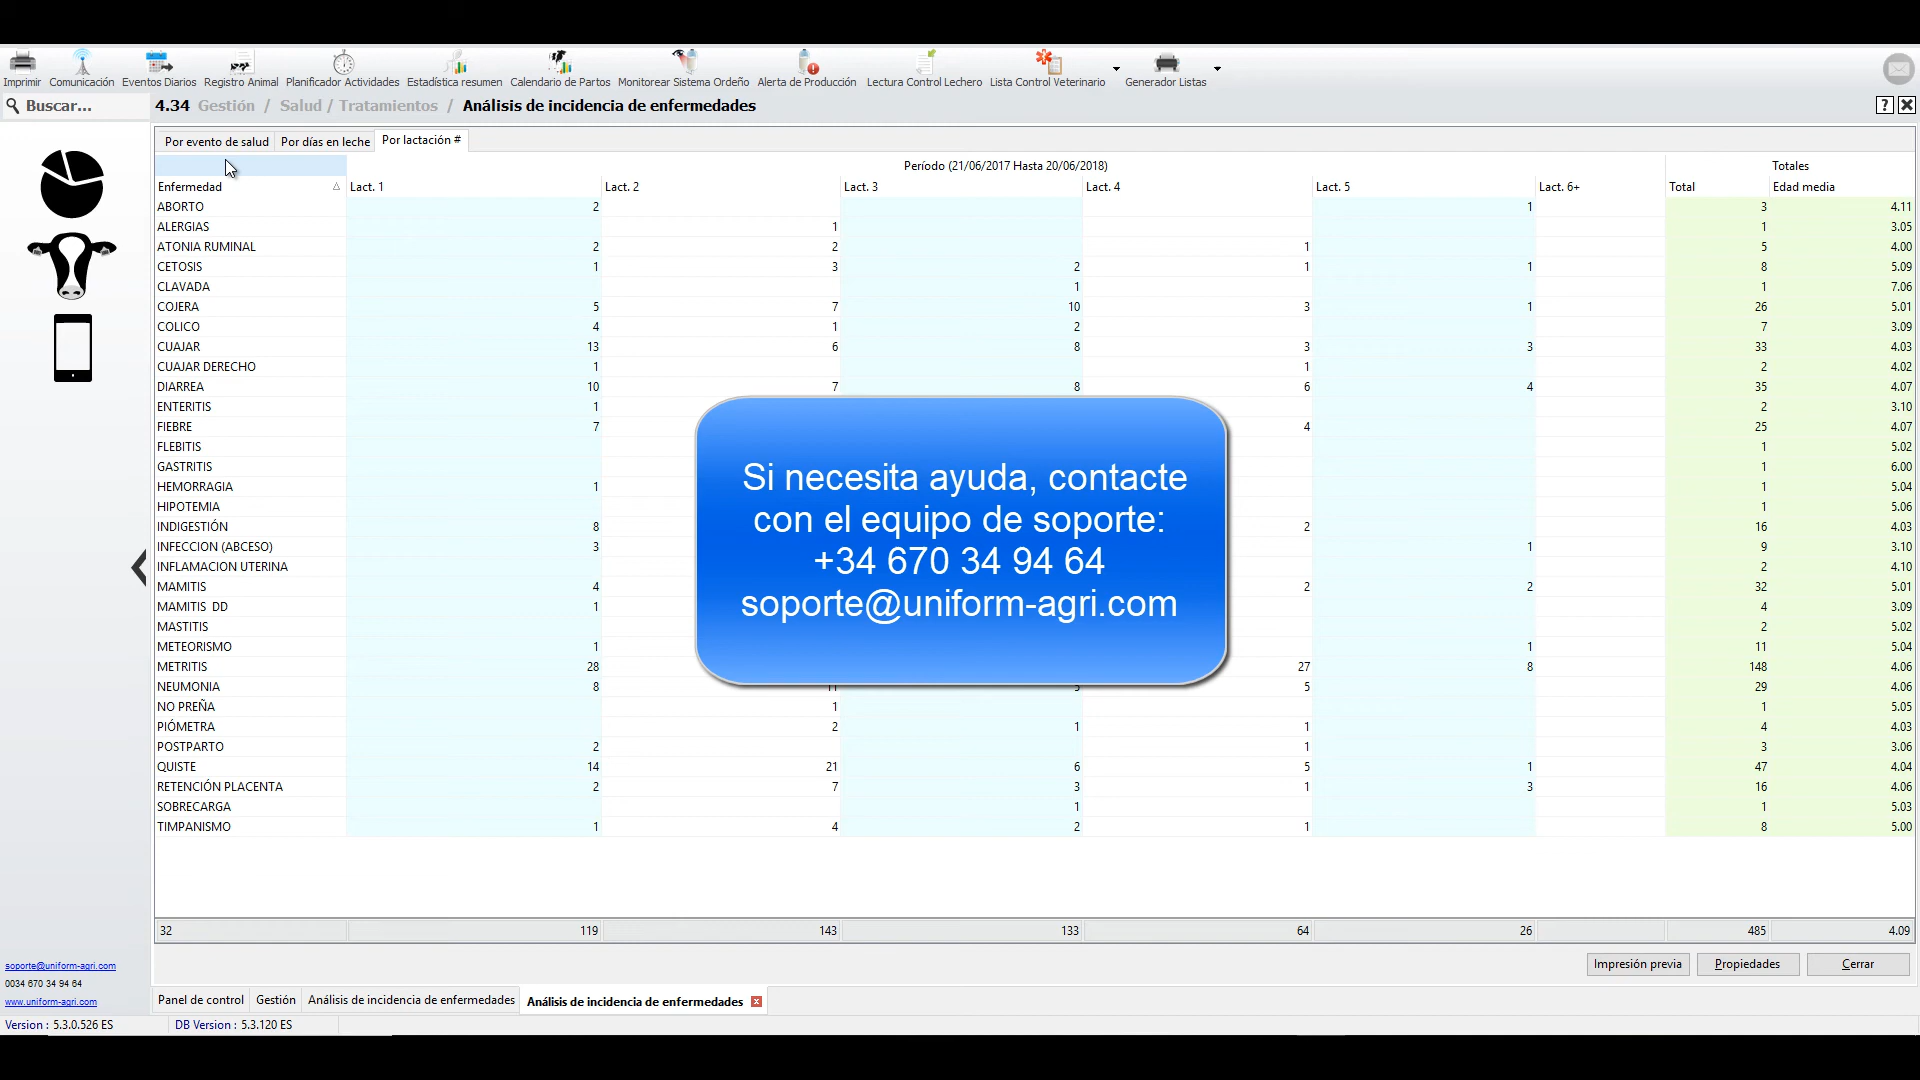 Imprimir Comunicación Eventos Diarios Registro Animal Planificador Actividades Estadística resumen Calendario de Partos Monitorear Sistema Ordeño Alerta de Producción Lectura Control Lechero Lista Control Veterinario Generador Listas
Buscar... 4.34 Gestión / Salud / Tratamientos / Análisis de incidencia de enfermedades ?
Por evento de salud Por días en leche Por lactación #
Período (21/06/2017 Hasta 20/06/2018) Totales
Enfermedad Lact. 1 Lact. 2 Lact. 3 Lact. 4 Lact. 5 Lact. 6+ Total Edad media
ABORTO 2 1 3 4.11
ALERGIAS 1 1 3.05
ATONIA RUMINAL 2 2 1 5 4.00
CETOSIS 1 3 2 1 1 8 5.09
CLAVADA 1 1 7.06
COJERA 5 7 10 3 1 26 5.01
COLICO 4 1 2 7 3.09
CUAJAR 13 6 8 3 3 33 4.03
CUAJAR DERECHO 1 1 2 4.02
DIARREA 10 7 8 6 4 35 4.07
ENTERITIS 1 2 3.10
FIEBRE 7 4 25 4.07
FLEBITIS 1 5.02
GASTRITIS 1 6.00
HEMORRAGIA 1 1 5.04
HIPOTEMIA 1 5.06
INDIGESTIÓN 8 2 16 4.03
INFECCION (ABCESO) 3 1 9 3.10
INFLAMACION UTERINA 2 4.10
MAMITIS 4 2 2 32 5.01
MAMITIS DD 1 4 3.09
MASTITIS 2 5.02
METEORISMO 1 1 11 5.04
METRITIS 28 27 8 148 4.06
NEUMONIA 8 11 5 5 29 4.06
NO PREÑA 1 1 5.05
PIÓMETRA 2 1 1 4 4.03
POSTPARTO 2 1 3 3.06
QUISTE 14 21 6 5 1 47 4.04
RETENCIÓN PLACENTA 2 7 3 1 3 16 4.06
SOBRECARGA 1 1 5.03
TIMPANISMO 1 4 2 1 8 5.00
Si necesita ayuda, contacte
con el equipo de soporte:
+34 670 34 94 64
soporte@uniform-agri.com
32 119 143 133 64 26 485 4.09
Impresión previa Propiedades Cerrar
soporte@uniform-agri.com
0034 670 34 94 64
www.uniform-agri.com
Panel de control Gestión Análisis de incidencia de enfermedades Análisis de incidencia de enfermedades
Version : 5.3.0.526 ES DB Version : 5.3.120 ES